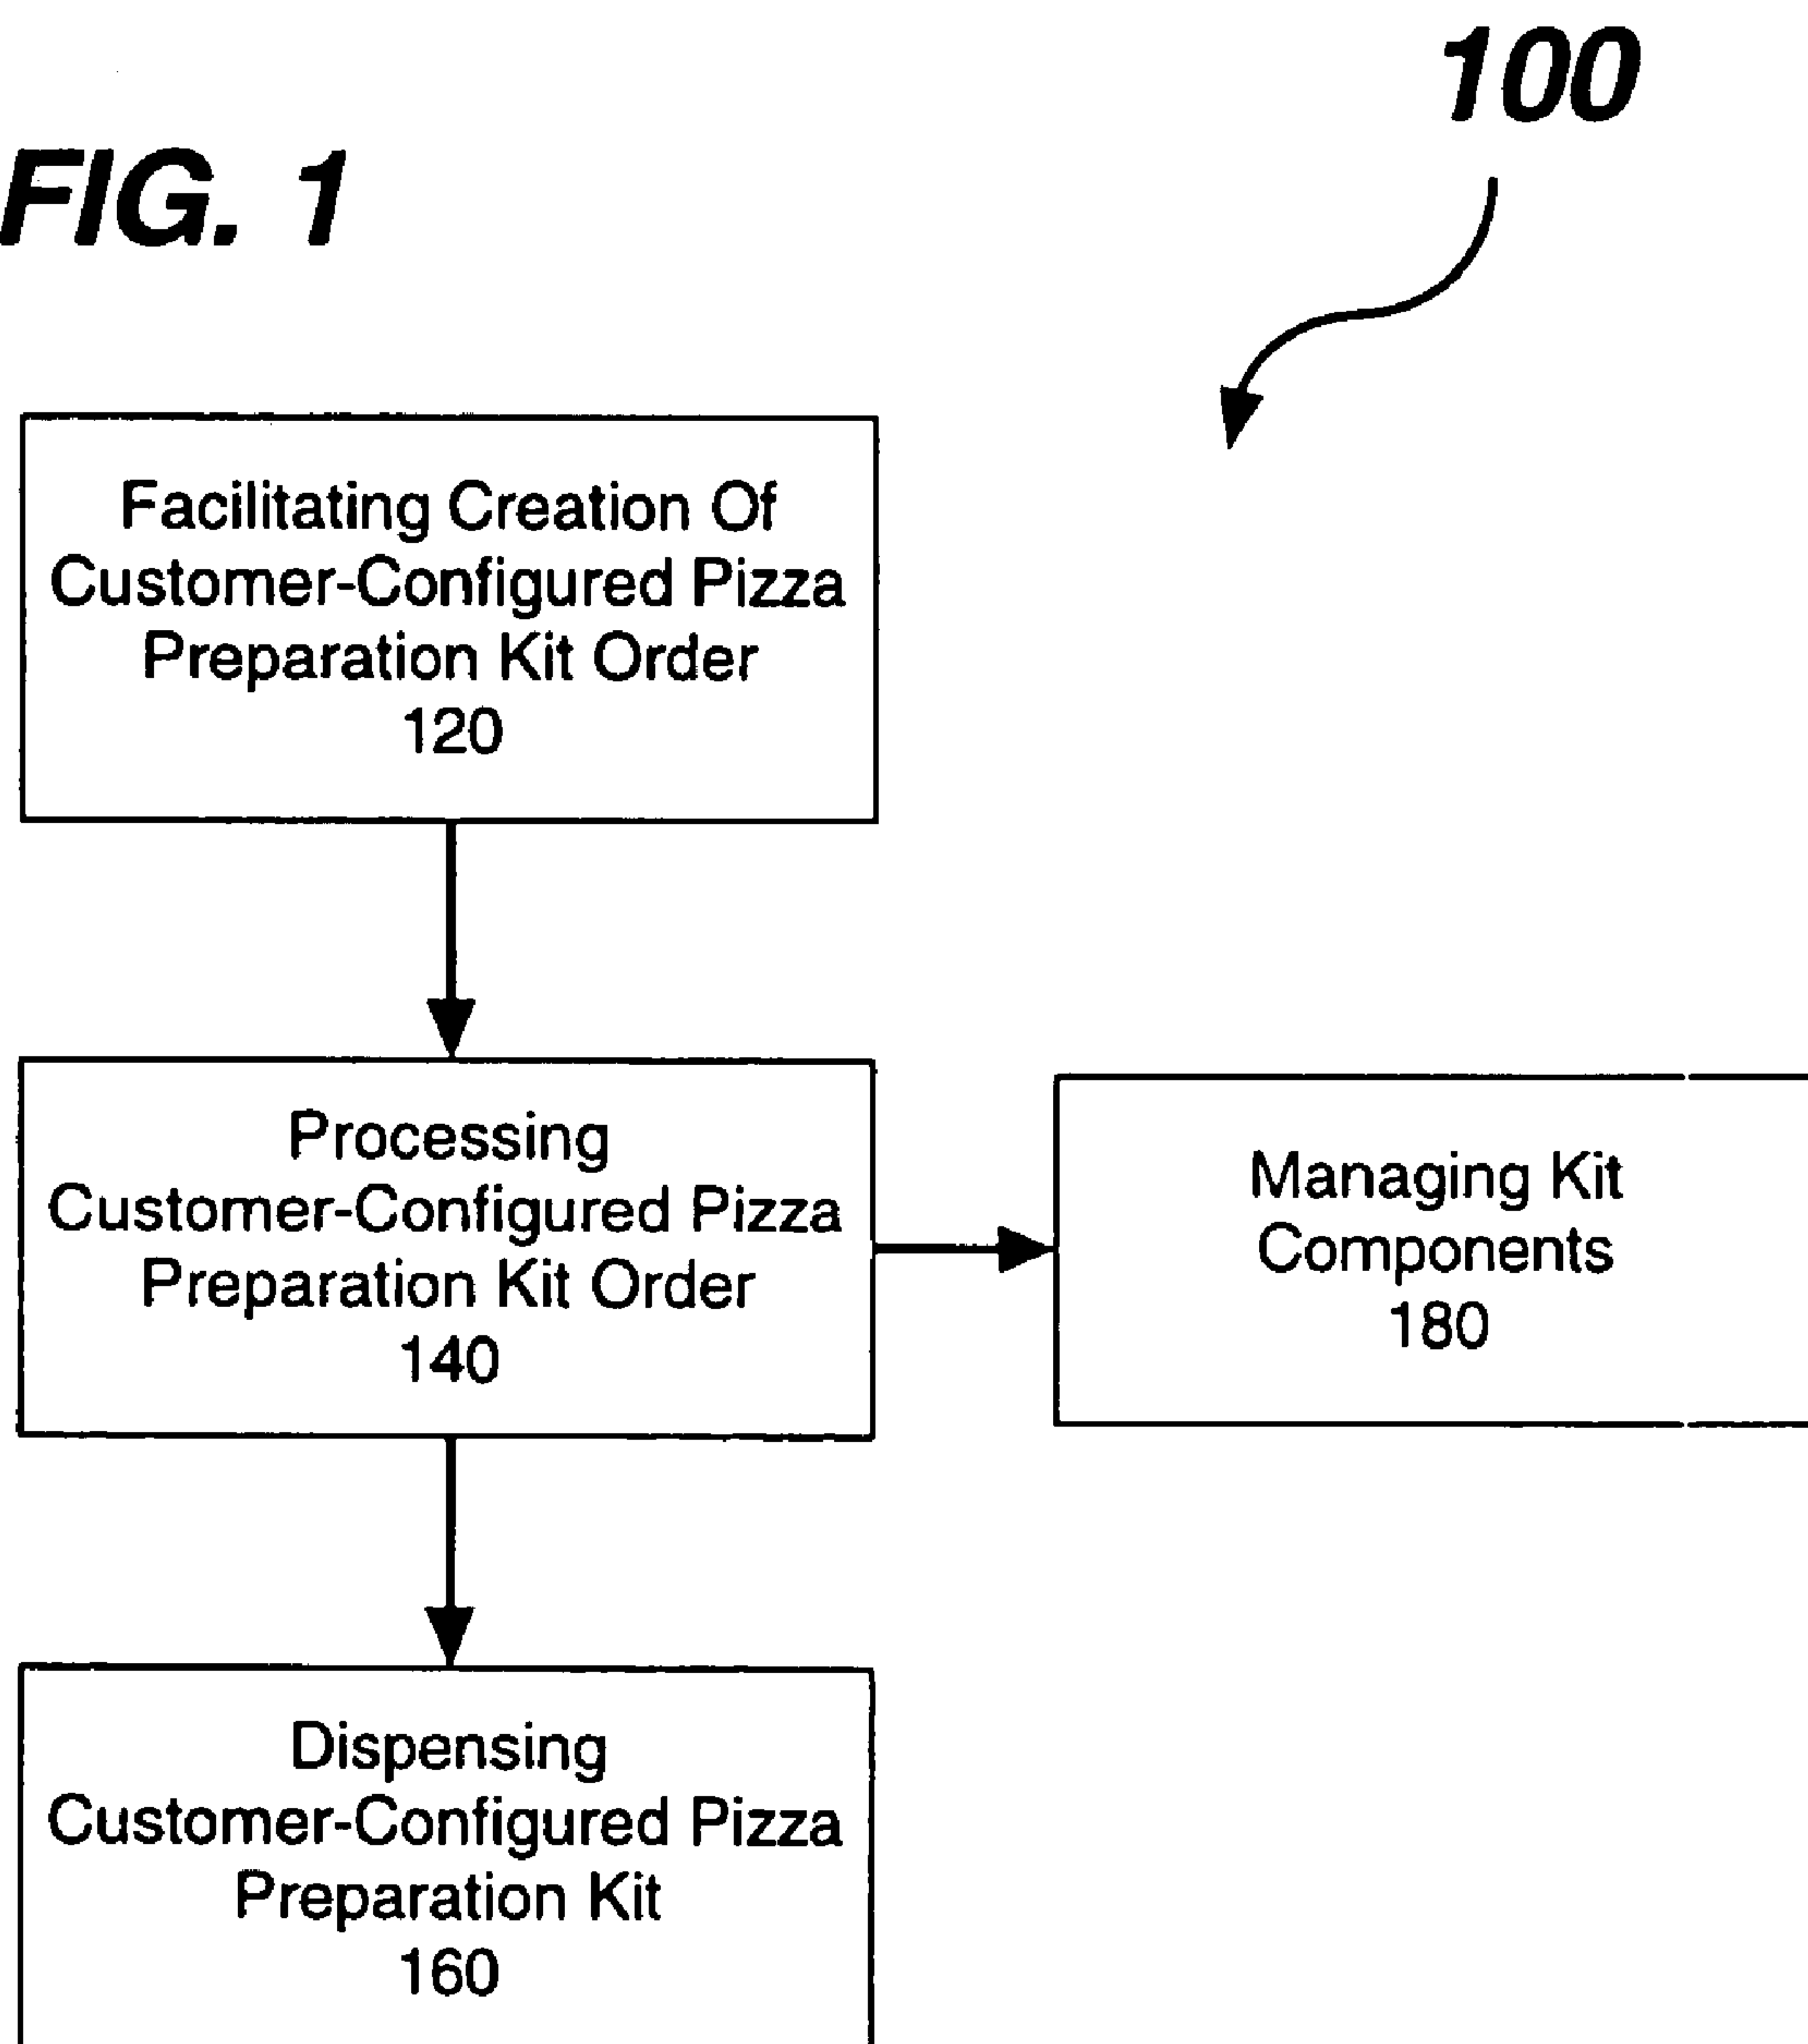 100
FIG. 1
Facilitating Creation Of
Customer-Configured Pizza
Preparation Kit Order
120
Processing
Customer-Configured Pizza
Preparation Kit Order
140
Managing Kit
Components
180
Dispensing
Customer-Configured Pizza
Preparation Kit
160